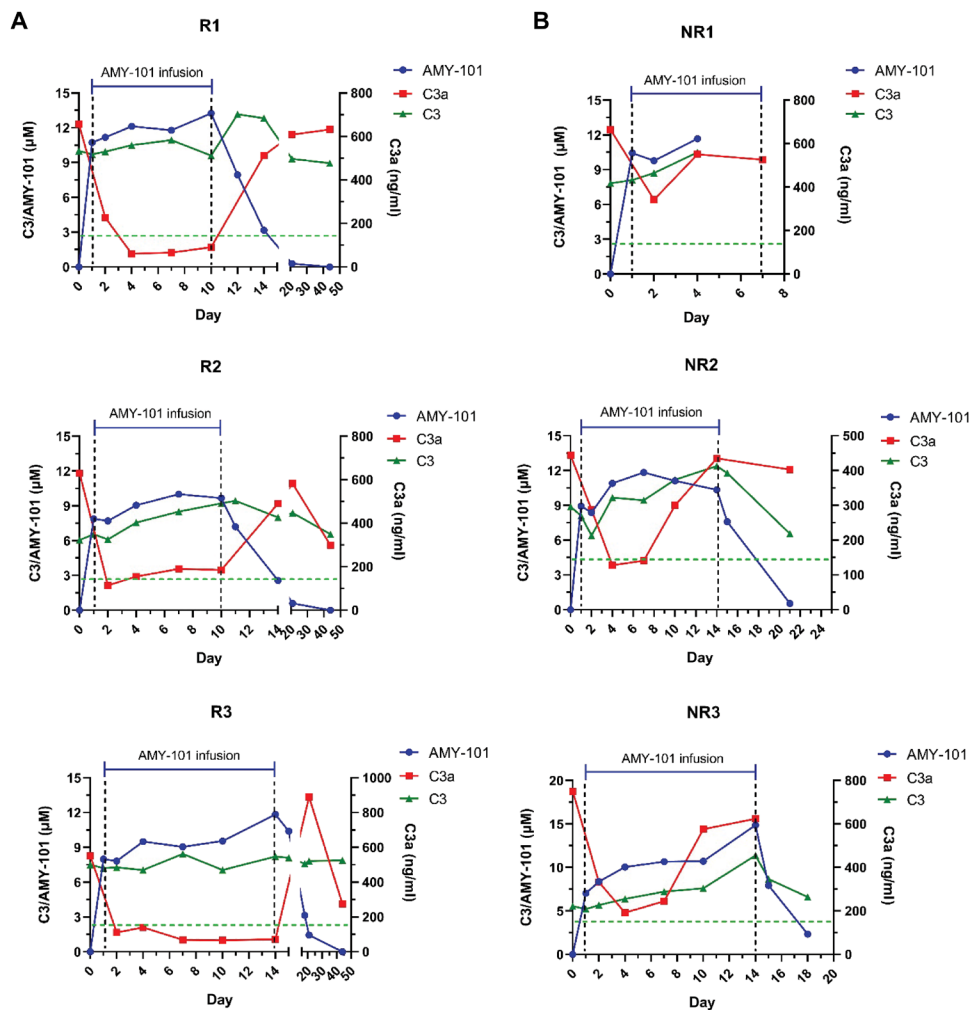 A
R1
AMY-101 infusion
AMY-101
C3a
C3
C3/AMY-101 (µM)
15
12
9
6
3
0
800
600
400
200
0
C3a (ng/ml)
0 2 4 6 8 10 12 14 20 30 40 50
Day
R2
AMY-101 infusion
AMY-101
C3a
C3
C3/AMY-101 (µM)
15
12
9
6
3
0
800
600
400
200
0
C3a (ng/ml)
0 2 4 6 8 10 14 20 30 40 50
Day
R3
AMY-101 infusion
AMY-101
C3a
C3
C3/AMY-101 (µM)
15
12
9
6
3
0
1000
800
600
400
200
0
C3a (ng/ml)
0 2 4 6 8 10 14 20 30 40 50
Day
B
NR1
AMY-101 infusion
AMY-101
C3a
C3
C3/AMY-101 (µM)
15
12
9
6
3
0
800
600
400
200
0
C3a (ng/ml)
0 2 4 6 8
Day
NR2
AMY-101 infusion
AMY-101
C3a
C3
C3/AMY-101 (µM)
15
12
9
6
3
0
500
400
300
200
100
0
C3a (ng/ml)
0 2 4 6 8 10 12 14 16 18 20 22 24
Day
NR3
AMY-101 infusion
AMY-101
C3a
C3
C3/AMY-101 (µM)
20
15
10
5
0
800
600
400
200
0
C3a (ng/ml)
0 2 4 6 8 10 12 14 16 18 20
Day